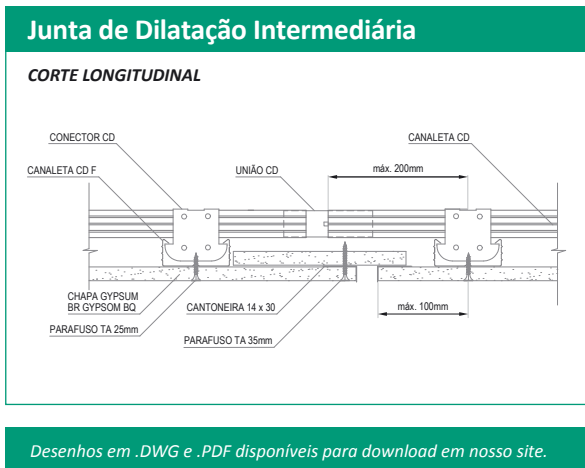 Junta de Dilatação Intermediária
CORTE LONGITUDINAL
CONECTOR CD
CANALETA CD
CANALETA CD F
UNIÃO CD
máx. 200mm
CHAPA GYPSUM
BR GYPSOM BQ
CANTONEIRA 14 x 30
máx. 100mm
PARAFUSO TA 25mm
PARAFUSO TA 35mm
Desenhos em .DWG e .PDF disponíveis para download em nosso site.